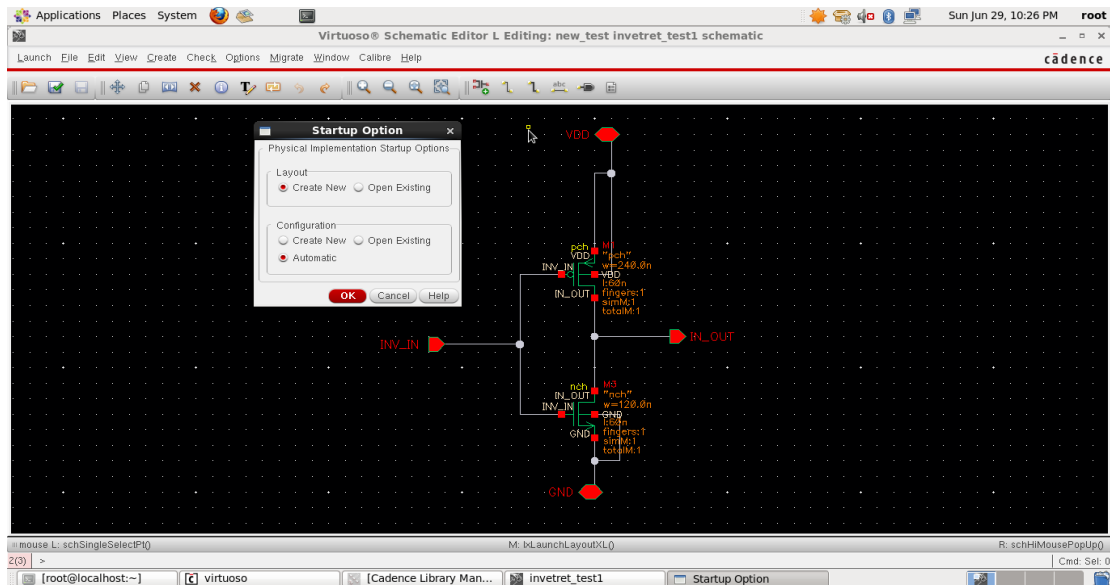 Applications Places System
Sun Jun 29, 10:26 PM root
Virtuoso® Schematic Editor L Editing: new_test invetret_test1 schematic
Launch File Edit View Create Check Options Migrate Window Calibre Help
cādence
Startup Option
Physical Implementation Startup Options
Layout
Create New Open Existing
Configuration
Create New Open Existing
Automatic
OK Cancel Help
VDD
pch
VDD
"pch"
INV_IN
w=240.0n
VDD
l:60n
IN_OUT
fingers:1
simM:1
totalM:1
INV_IN
IN_OUT
nch
M3
IN_OUT
"nch"
INV_IN
w=120.0n
GND
l:60n
GND
fingers:1
simM:1
totalM:1
GND
mouse L: schSingleSelectPt()
M: lxLaunchLayoutXL()
R: schHiMousePopUp()
2(3) >
Cmd: Sel: 0
[root@localhost:~]
virtuoso
[Cadence Library Man...
invetret_test1
Startup Option